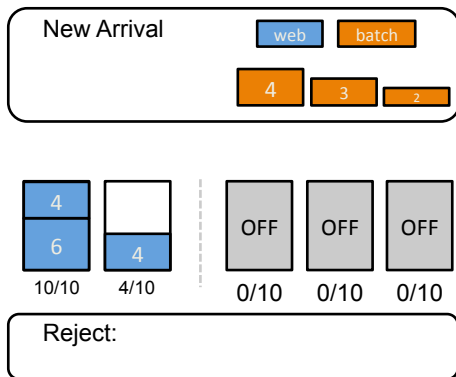 New Arrival
web batch
4 3 2
4
6
4
OFF OFF OFF
10/10 4/10 0/10 0/10 0/10
Reject: